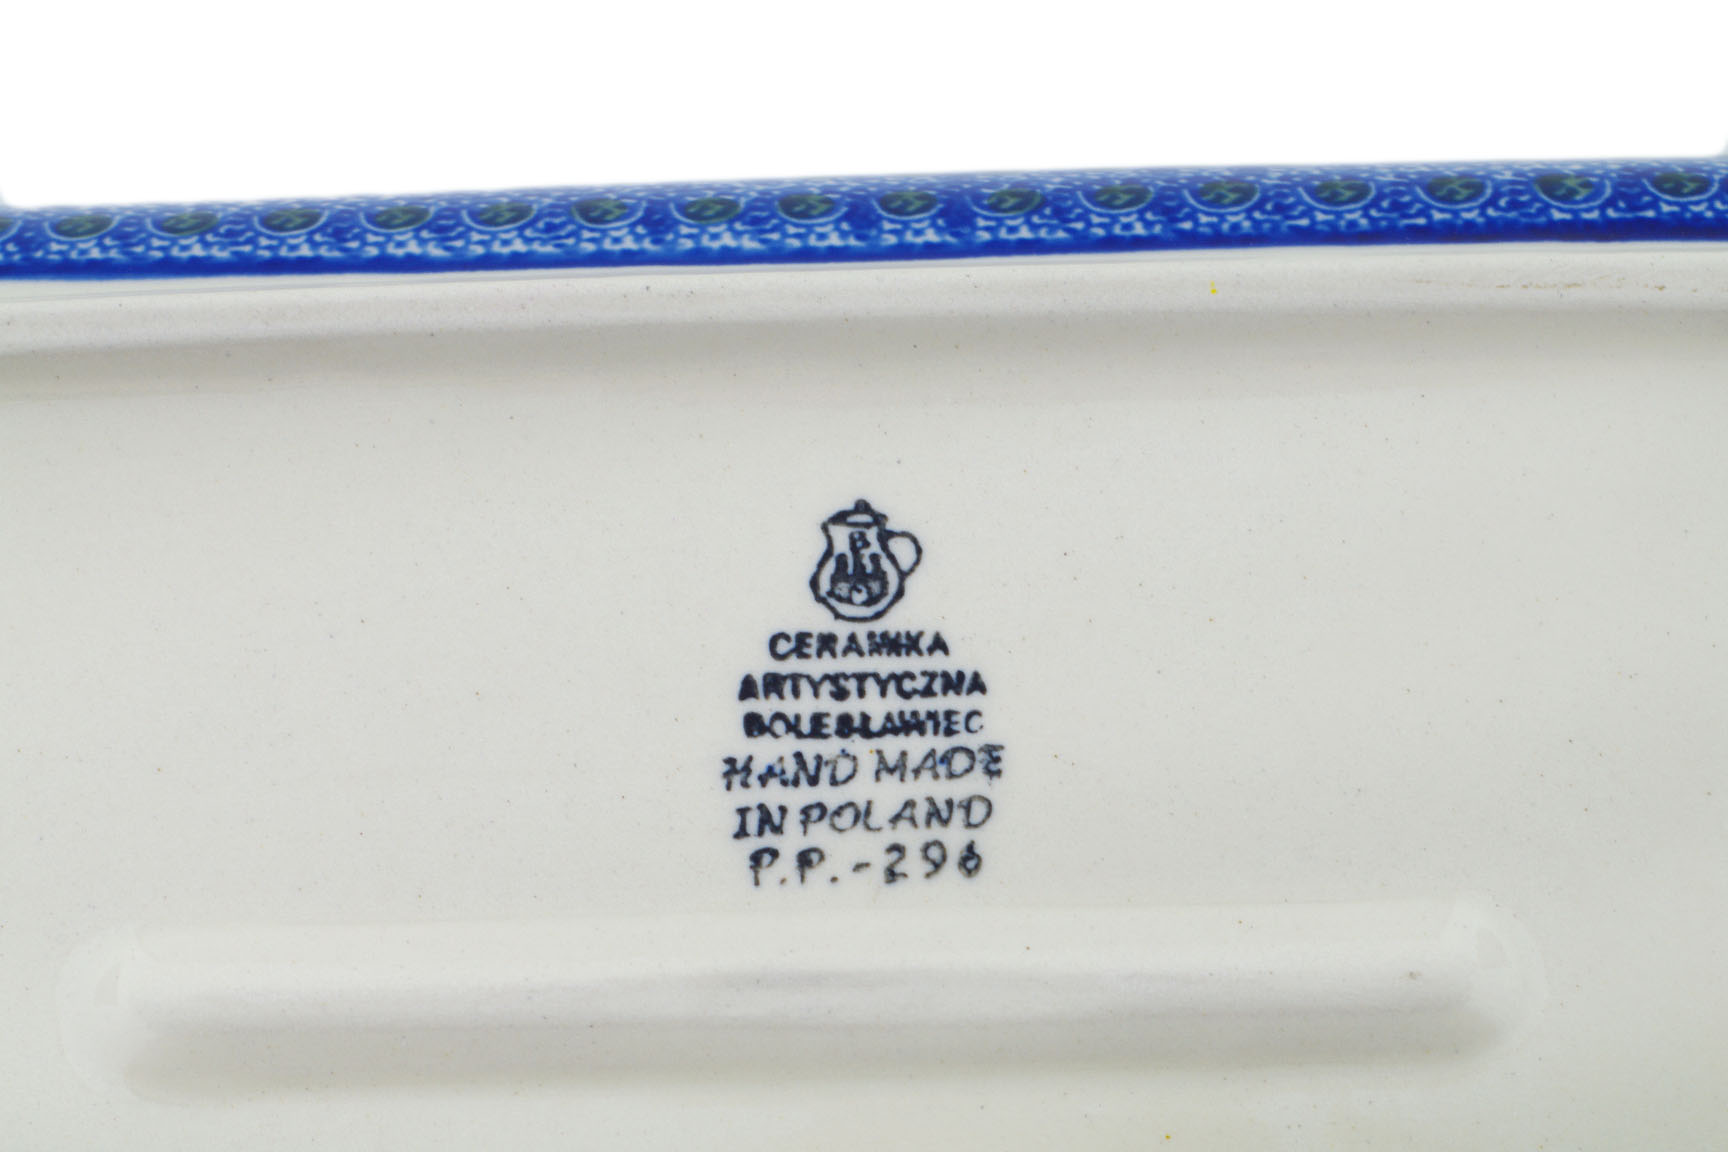 B
CERAMIKA
ARTYSTYCZNA
BOLESŁAWIEC
HAND MADE
IN POLAND
P.P.-296